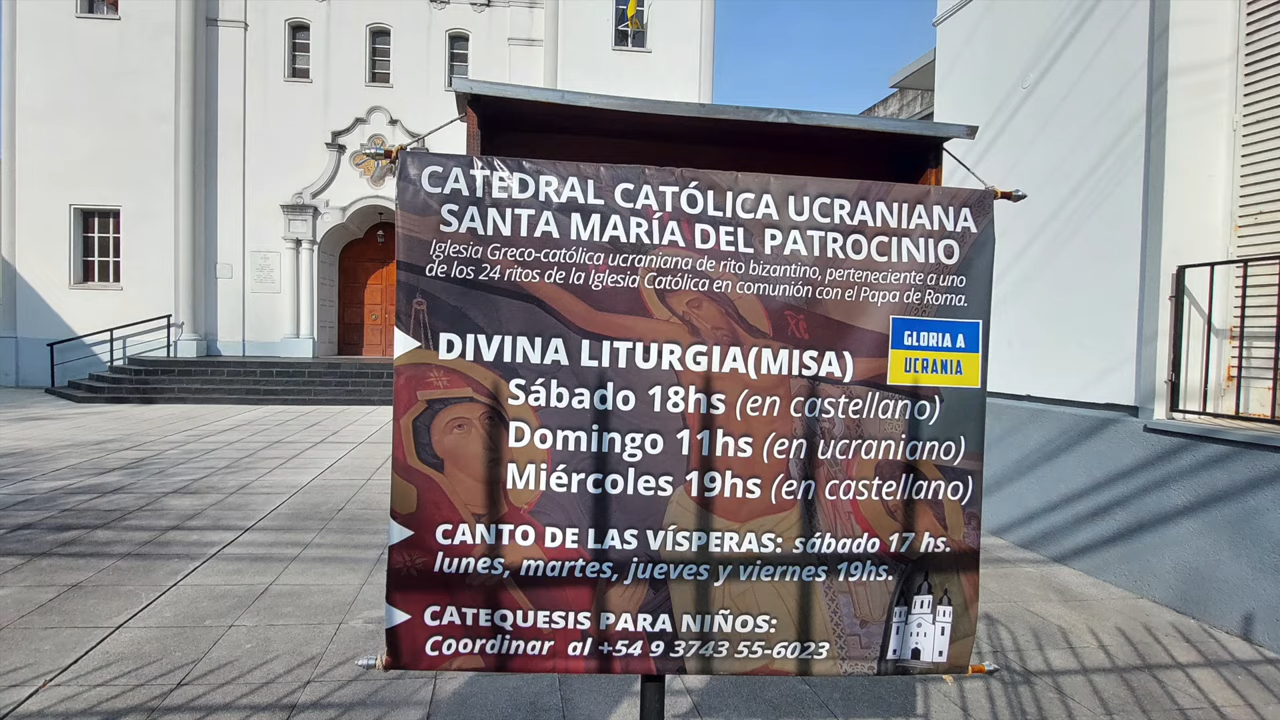 CATEDRAL CATÓLICA UCRANIANA
SANTA MARÍA DEL PATROCINIO
Iglesia Greco-católica ucraniana de rito bizantino, perteneciente a uno
de los 24 ritos de la Iglesia Católica en comunión con el Papa de Roma.
GLORIA A
UCRANIA
DIVINA LITURGIA(MISA)
Sábado 18hs (en castellano)
Domingo 11hs (en ucraniano)
Miércoles 19hs (en castellano)
CANTO DE LAS VÍSPERAS: sábado 17 hs.
lunes, martes, jueves y viernes 19hs.
CATEQUESIS PARA NIÑOS:
Coordinar al +54 9 3743 55-6023